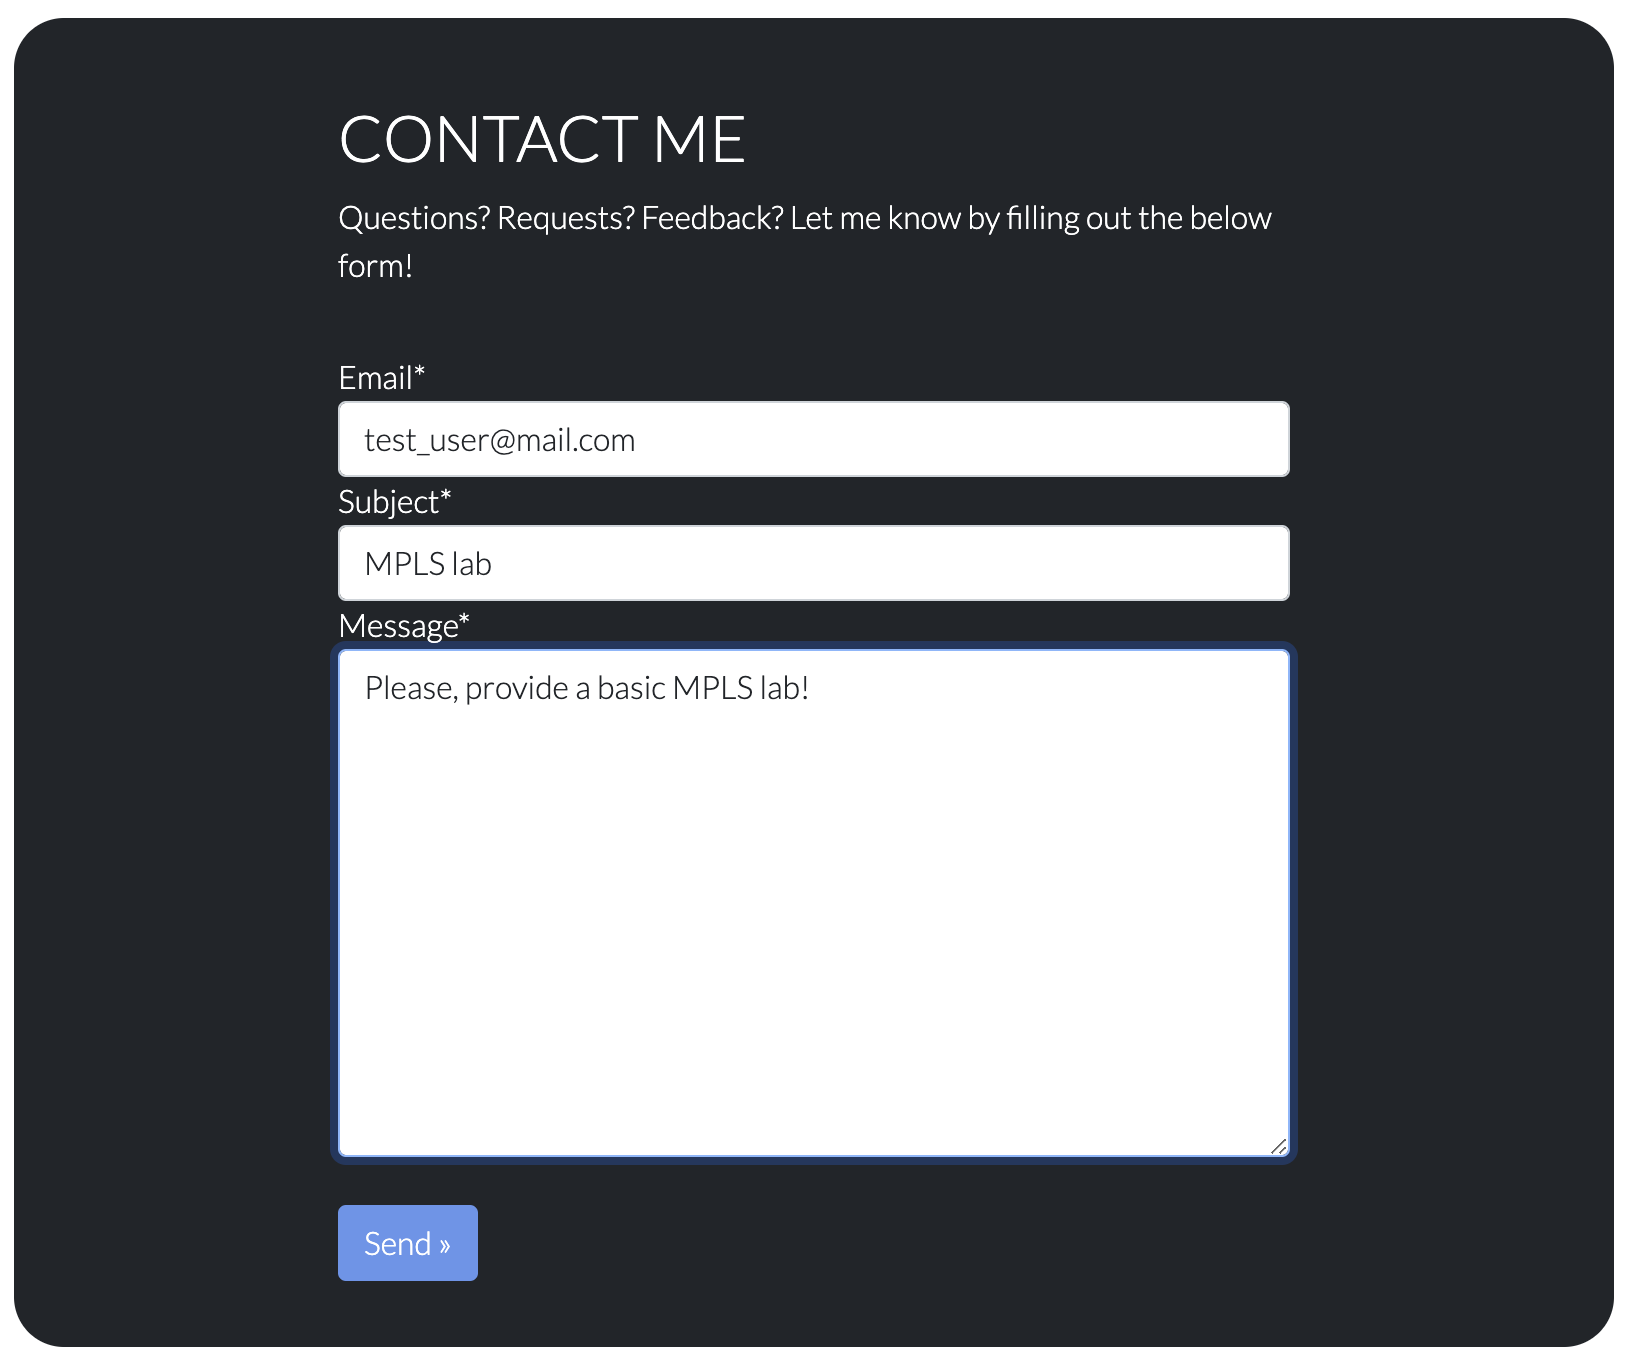 CONTACT ME
Questions? Requests? Feedback? Let me know by filling out the below
form!
Email*
test_user@mail.com
Subject*
MPLS lab
Message*
Please, provide a basic MPLS lab!
Send »